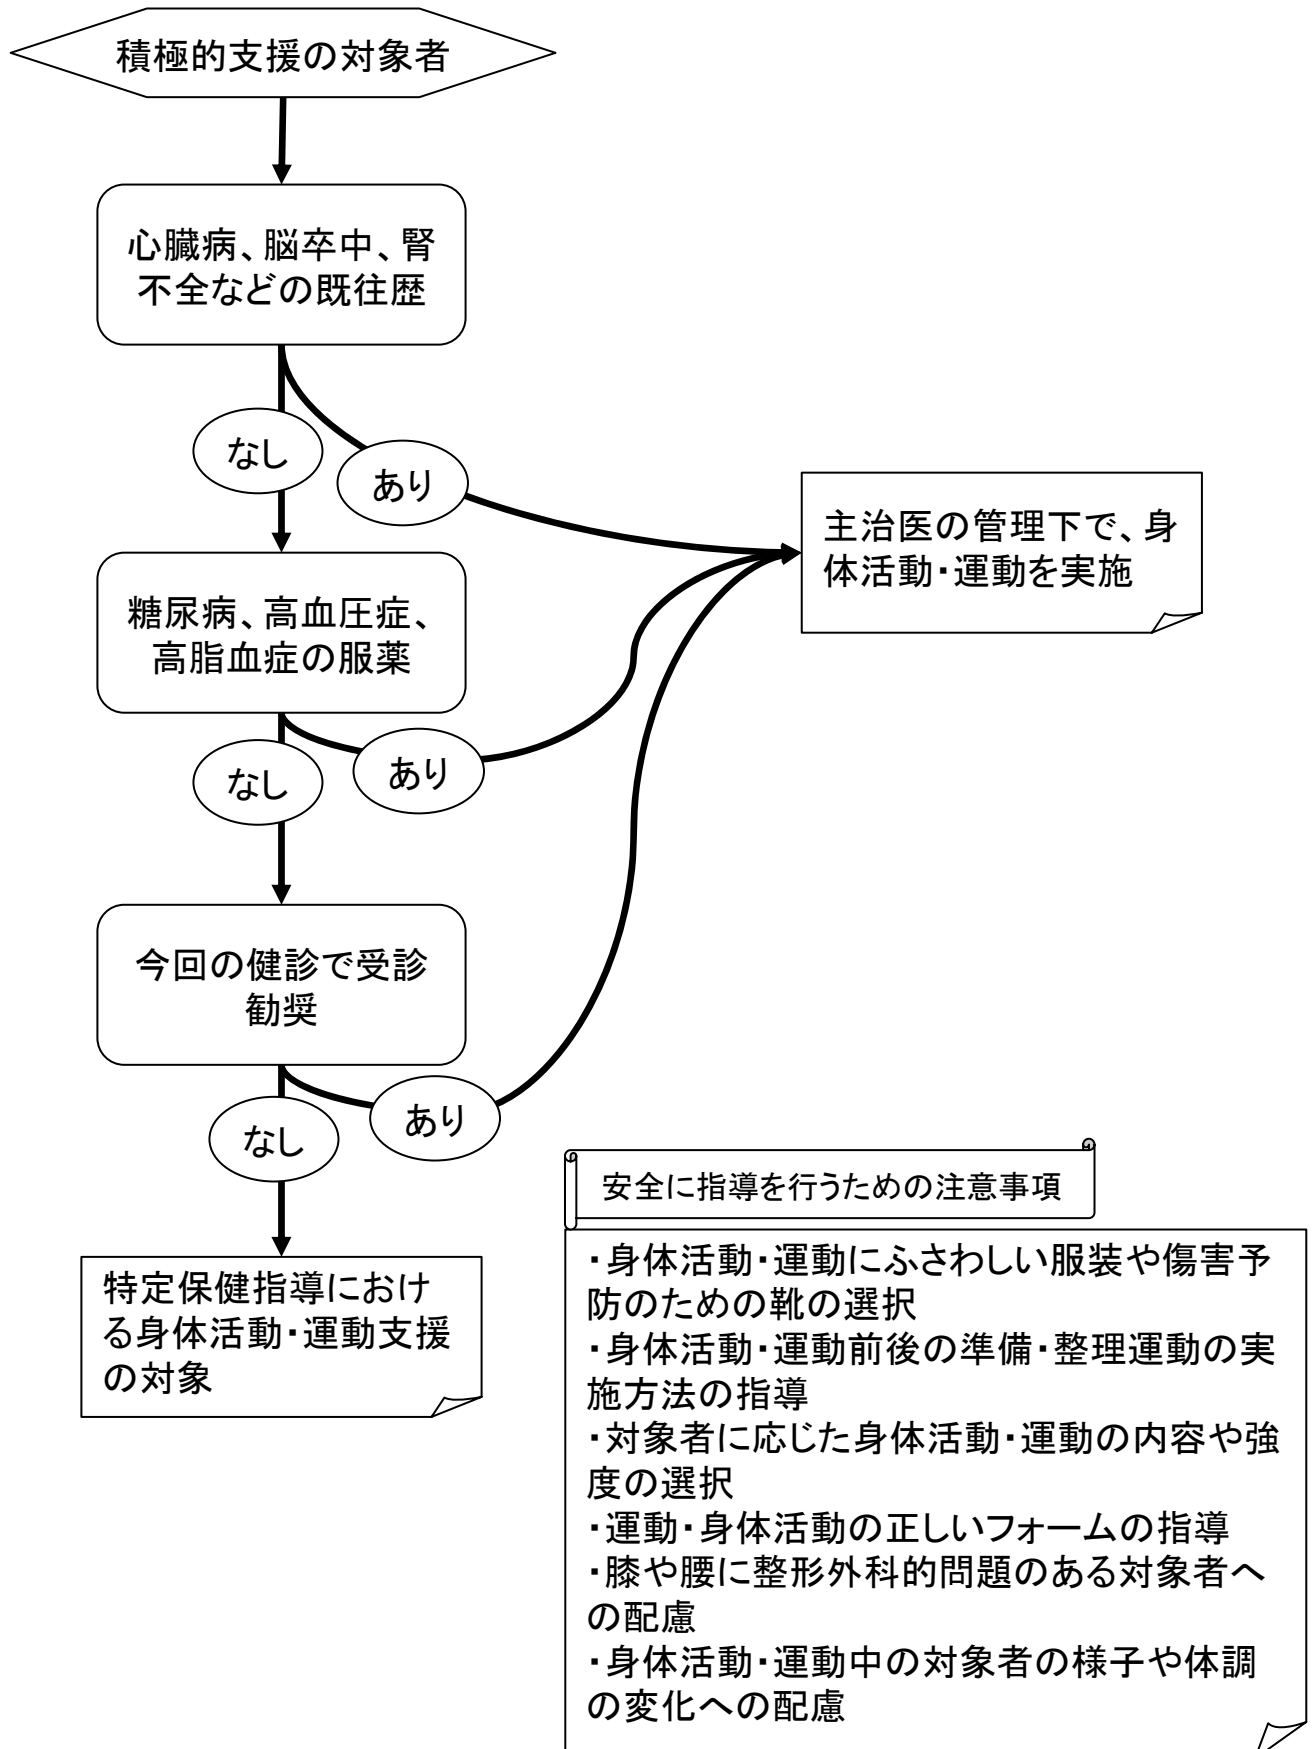 積極的支援の対象者
心臓病、脳卒中、腎
不全などの既往歴
なし
あり
主治医の管理下で、身
体活動・運動を実施
糖尿病、高血圧症、
高脂血症の服薬
なし
あり
今回の健診で受診
勧奨
なし
あり
特定保健指導におけ
る身体活動・運動支援
の対象
安全に指導を行うための注意事項
・身体活動・運動にふさわしい服装や傷害予
防のための靴の選択
・身体活動・運動前後の準備・整理運動の実
施方法の指導
・対象者に応じた身体活動・運動の内容や強
度の選択
・運動・身体活動の正しいフォームの指導
・膝や腰に整形外科的問題のある対象者へ
の配慮
・身体活動・運動中の対象者の様子や体調
の変化への配慮